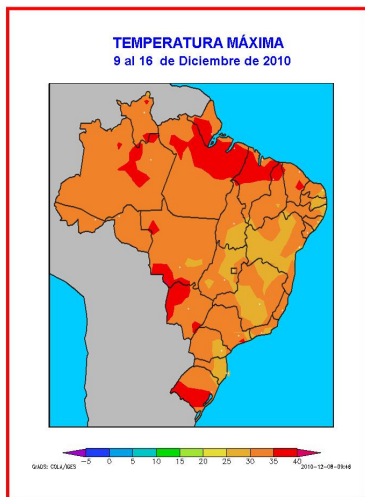 TEMPERATURA MÁXIMA
9 al 16 de Diciembre de 2010
-5 0 5 10 15 20 25 30 35 40
GrADS: COLA/IGES 2010-12-08-09:46